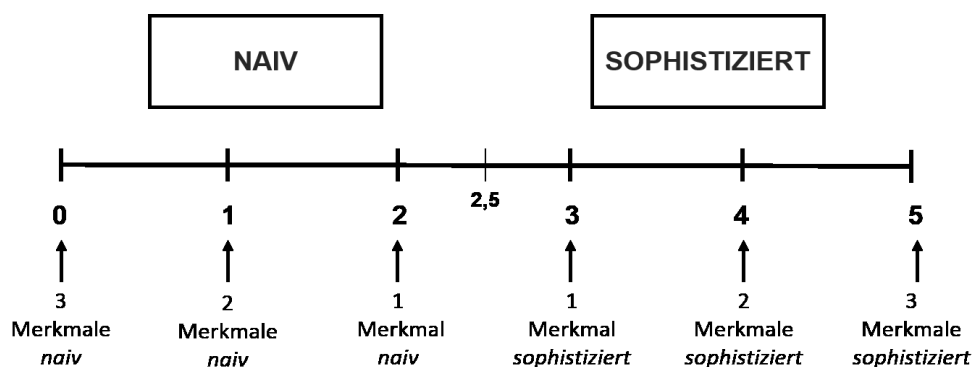 NAIV
SOPHISTIZIERT
2,5
0 1 2 3 4 5
3 2 1 1 2 3
Merkmale Merkmale Merkmal Merkmal Merkmale Merkmale
naiv naiv naiv sophistiziert sophistiziert sophistiziert